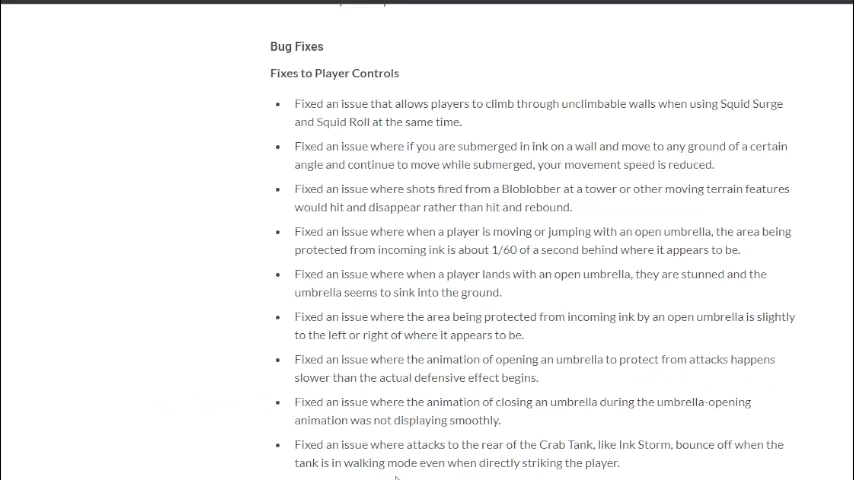 Bug Fixes
Fixes to Player Controls
• Fixed an issue that allows players to climb through unclimbable walls when using Squid Surge
and Squid Roll at the same time.
• Fixed an issue where if you are submerged in ink on a wall and move to any ground of a certain
angle and continue to move while submerged, your movement speed is reduced.
• Fixed an issue where shots fired from a Bloblobber at a tower or other moving terrain features
would hit and disappear rather than hit and rebound.
• Fixed an issue where when a player is moving or jumping with an open umbrella, the area being
protected from incoming ink is about 1/60 of a second behind where it appears to be.
• Fixed an issue where when a player lands with an open umbrella, they are stunned and the
umbrella seems to sink into the ground.
• Fixed an issue where the area being protected from incoming ink by an open umbrella is slightly
to the left or right of where it appears to be.
• Fixed an issue where the animation of opening an umbrella to protect from attacks happens
slower than the actual defensive effect begins.
• Fixed an issue where the animation of closing an umbrella during the umbrella-opening
animation was not displaying smoothly.
• Fixed an issue where attacks to the rear of the Crab Tank, like Ink Storm, bounce off when the
tank is in walking mode even when directly striking the player.